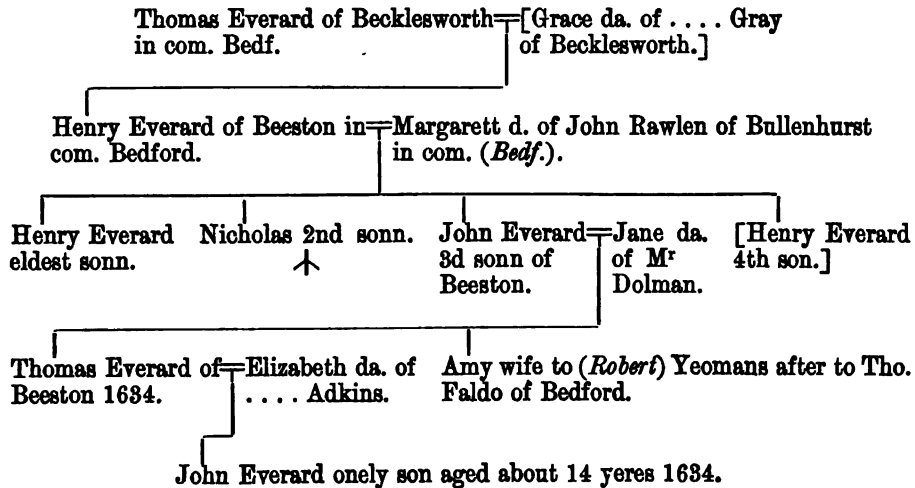 Thomas Everard of Becklesworth=[Grace da. of .... Gray
in com. Bedf. of Becklesworth.]
Henry Everard of Beeston in=Margarett d. of John Rawlen of Bullenhurst
com. Bedford. in com. (Bedf.).
Henry Everard Nicholas 2nd sonn. John Everard=Jane da. [Henry Everard
eldest sonn. 3d sonn of of Mr 4th son.]
Beeston. Dolman.
Thomas Everard of=Elizabeth da. of Amy wife to (Robert) Yeomans after to Tho.
Beeston 1634. .... Adkins. Faldo of Bedford.
John Everard onely son aged about 14 yeres 1634.